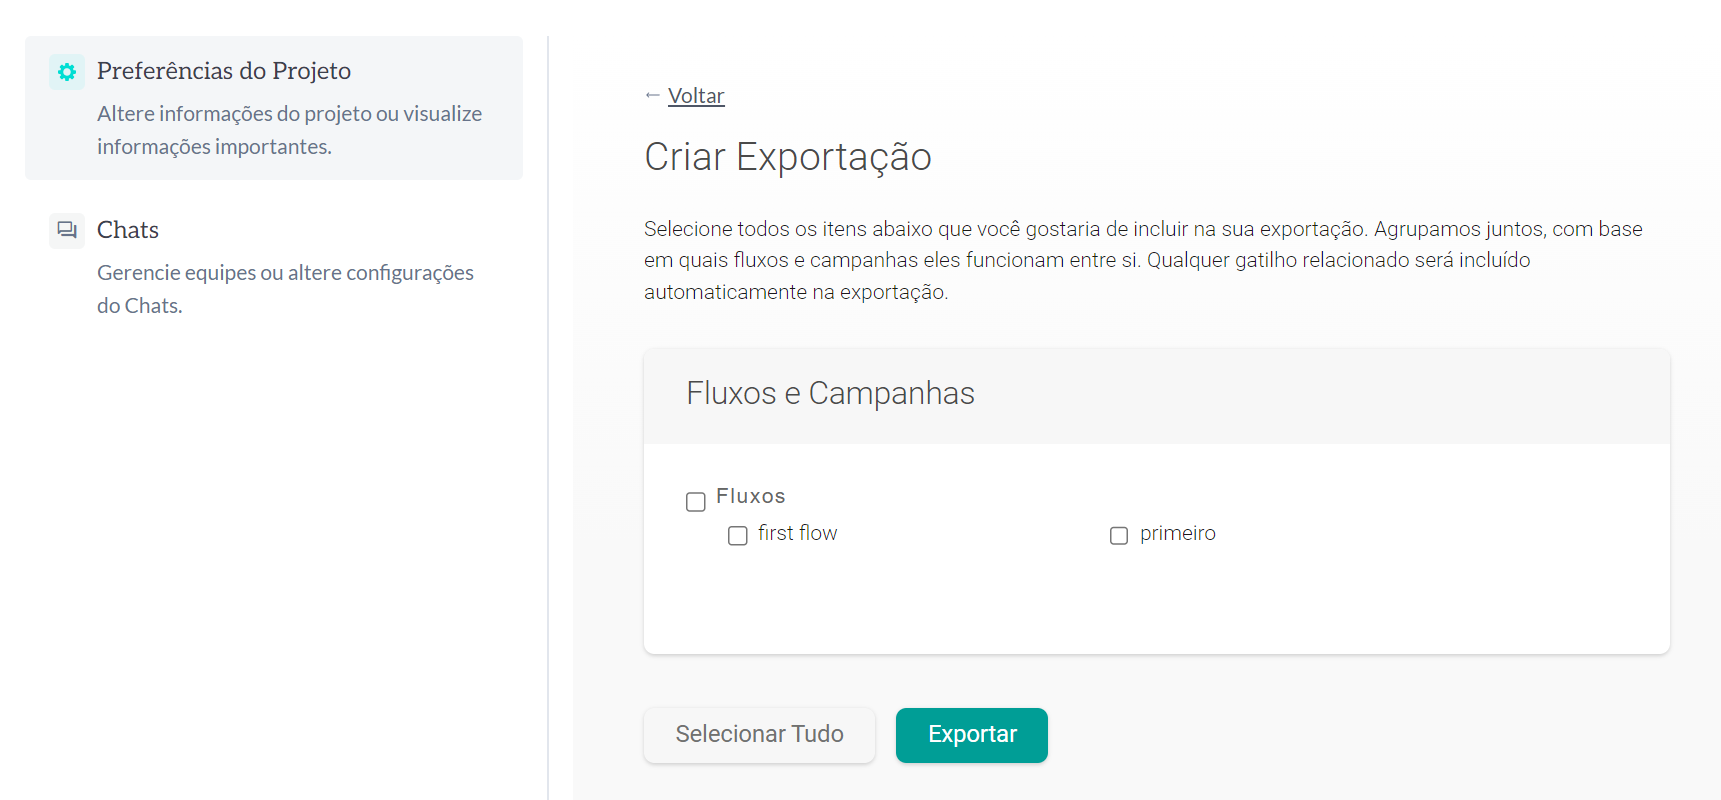 Preferências do Projeto
Altere informações do projeto ou visualize
informações importantes.
Chats
Gerencie equipes ou altere configurações
do Chats.
← Voltar
Criar Exportação
Selecione todos os itens abaixo que você gostaria de incluir na sua exportação. Agrupamos juntos, com base
em quais fluxos e campanhas eles funcionam entre si. Qualquer gatilho relacionado será incluído
automaticamente na exportação.
Fluxos e Campanhas
Fluxos
first flow
primeiro
Selecionar Tudo
Exportar